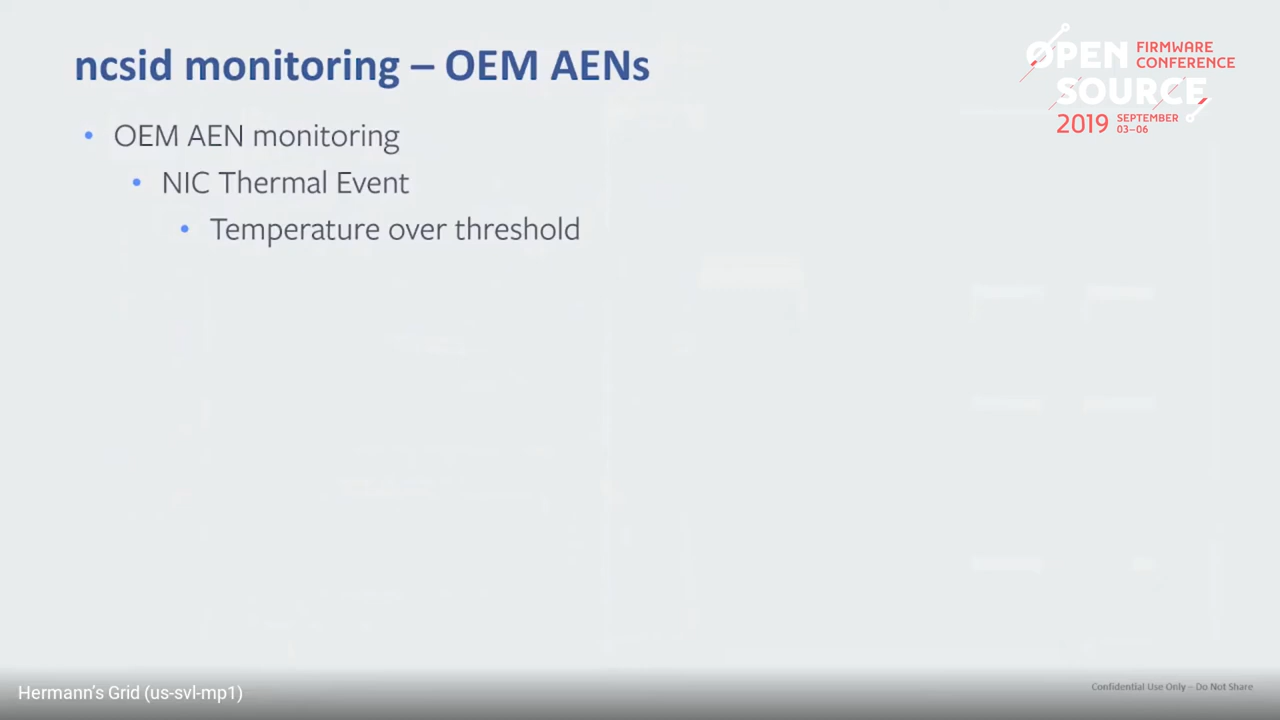 ncsid monitoring – OEM AENs
OPEN
FIRMWARE
CONFERENCE
SOURCE
2019
SEPTEMBER
03–06
• OEM AEN monitoring
• NIC Thermal Event
• Temperature over threshold
Hermann's Grid (us-svl-mp1)
Confidential Use Only – Do Not Share